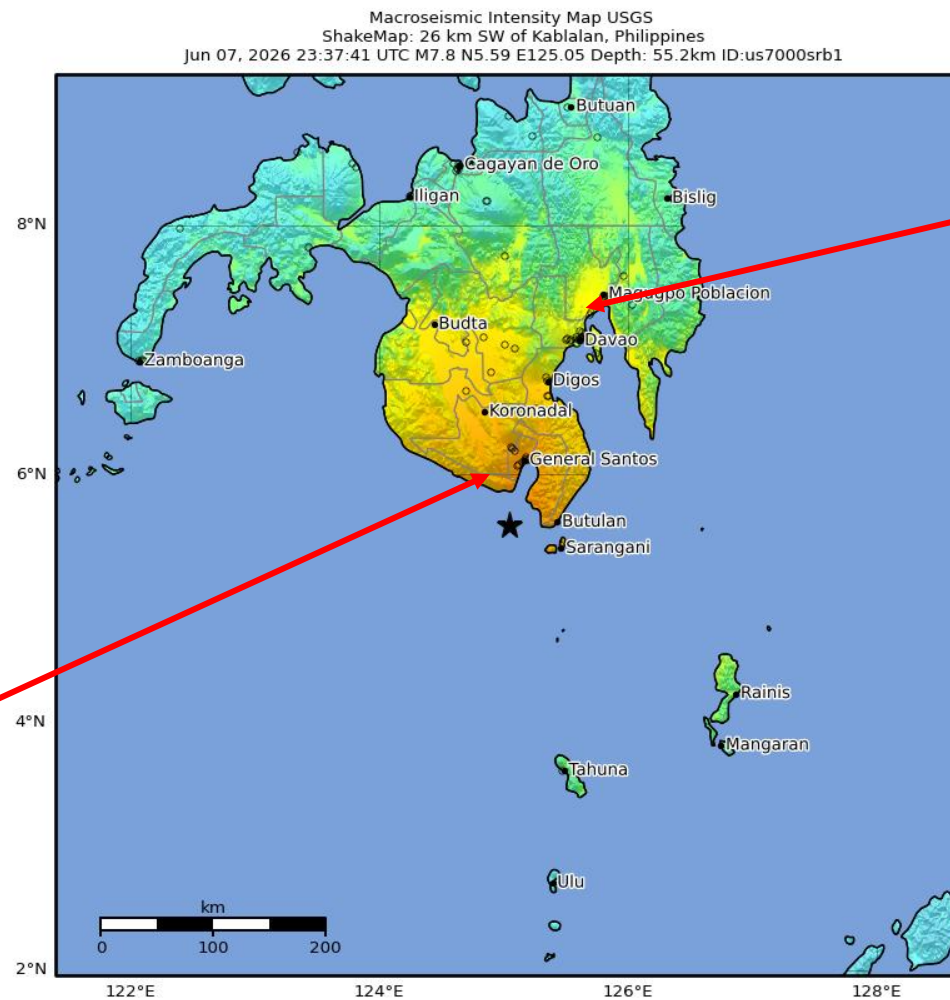 Macroseismic Intensity Map USGS
ShakeMap: 26 km SW of Kablalan, Philippines
Jun 07, 2026 23:37:41 UTC M7.8 N5.59 E125.05 Depth: 55.2km ID:us7000srb1
Butuan
Cagayan de Oro
Iligan
Bislig
8°N
Magugpo Poblacion
Budta
Davao
Zamboanga
Digos
Koronadal
General Santos
6°N
Butulan
Sarangani
Rainis
4°N
Mangaran
Tahuna
Ulu
km
0 100 200
2°N
122°E 124°E 126°E 128°E